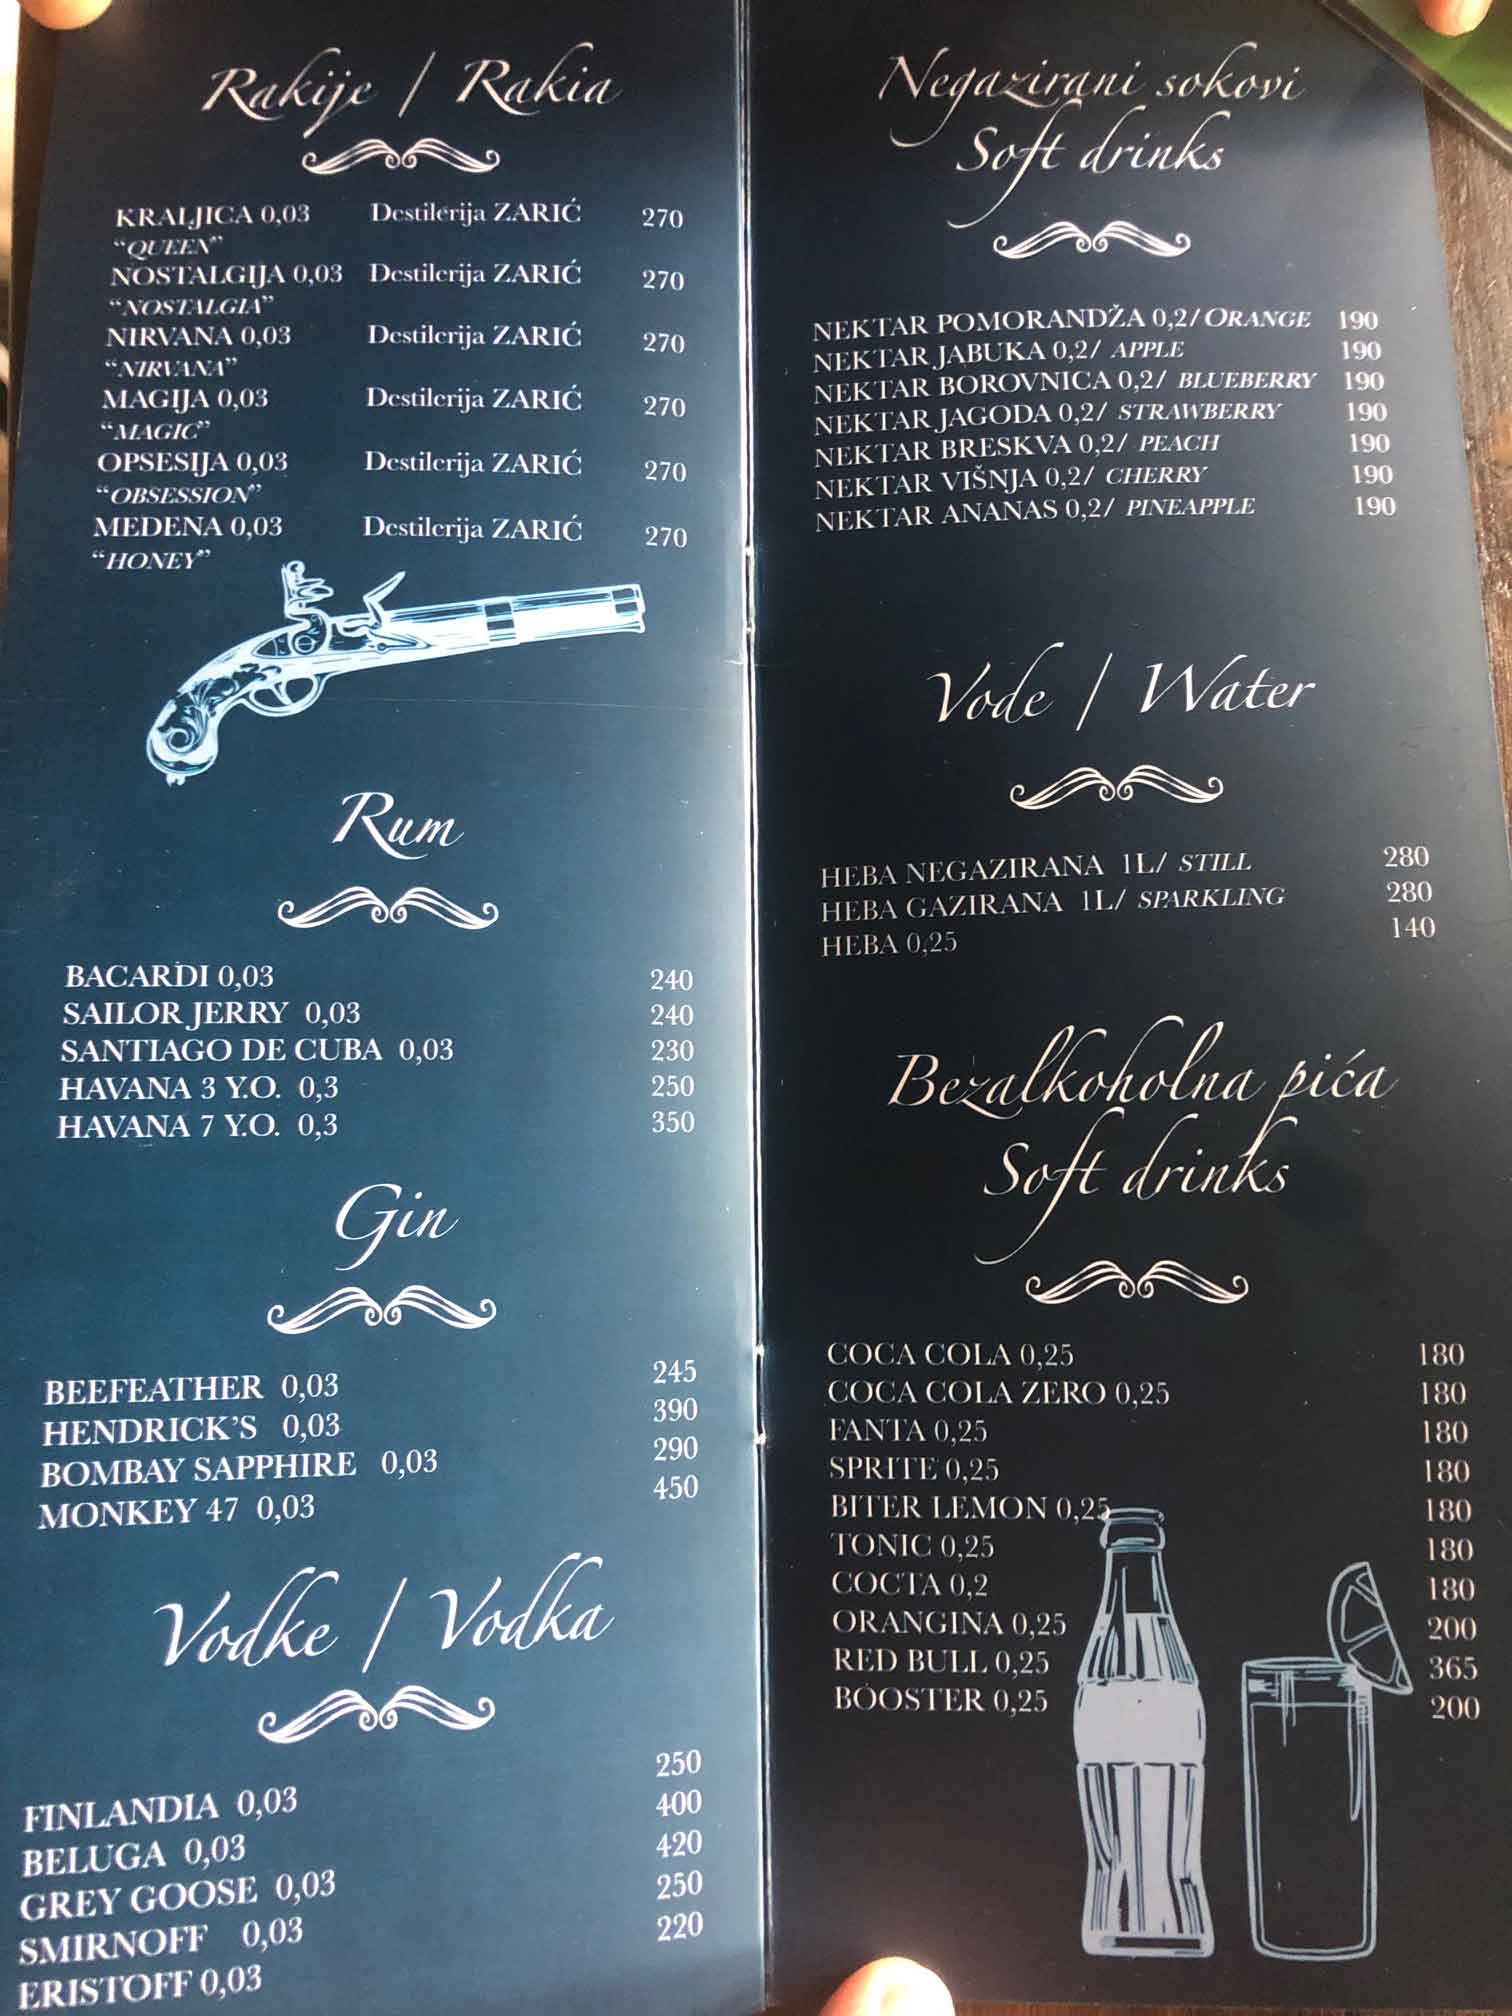 Rakije / Rakia
KRALJICA 0,03 Destilerija ZARIĆ 270
“QUEEN”
NOSTALGIJA 0,03 Destilerija ZARIĆ 270
“NOSTALGIA”
NIRVANA 0,03 Destilerija ZARIĆ 270
“NIRVANA”
MAGIJA 0,03 Destilerija ZARIĆ 270
“MAGIC”
OPSESIJA 0,03 Destilerija ZARIĆ 270
“OBSESSION”
MEDENA 0,03 Destilerija ZARIĆ 270
“HONEY”
Rum
BACARDI 0,03 240
SAILOR JERRY 0,03 240
SANTIAGO DE CUBA 0,03 230
HAVANA 3 Y.O. 0,3 250
HAVANA 7 Y.O. 0,3 350
Gin
BEEFEATHER 0,03 245
HENDRICK’S 0,03 390
BOMBAY SAPPHIRE 0,03 290
MONKEY 47 0,03 450
Vodke / Vodka
FINLANDIA 0,03 250
BELUGA 0,03 400
GREY GOOSE 0,03 420
SMIRNOFF 0,03 250
ERISTOFF 0,03 220
Negazirani sokovi
Soft drinks
NEKTAR POMORANDŽA 0,2/ ORANGE 190
NEKTAR JABUKA 0,2/ APPLE 190
NEKTAR BOROVNICA 0,2/ BLUEBERRY 190
NEKTAR JAGODA 0,2/ STRAWBERRY 190
NEKTAR BRESKVA 0,2/ PEACH 190
NEKTAR VIŠNJA 0,2/ CHERRY 190
NEKTAR ANANAS 0,2/ PINEAPPLE 190
Vode / Water
HEBA NEGAZIRANA 1L/ STILL 280
HEBA GAZIRANA 1L/ SPARKLING 280
HEBA 0,25 140
Bezalkoholna pića
Soft drinks
COCA COLA 0,25 180
COCA COLA ZERO 0,25 180
FANTA 0,25 180
SPRITE 0,25 180
BITER LEMON 0,25 180
TONIC 0,25 180
COCTA 0,2 180
ORANGINA 0,25 200
RED BULL 0,25 365
BOOSTER 0,25 200